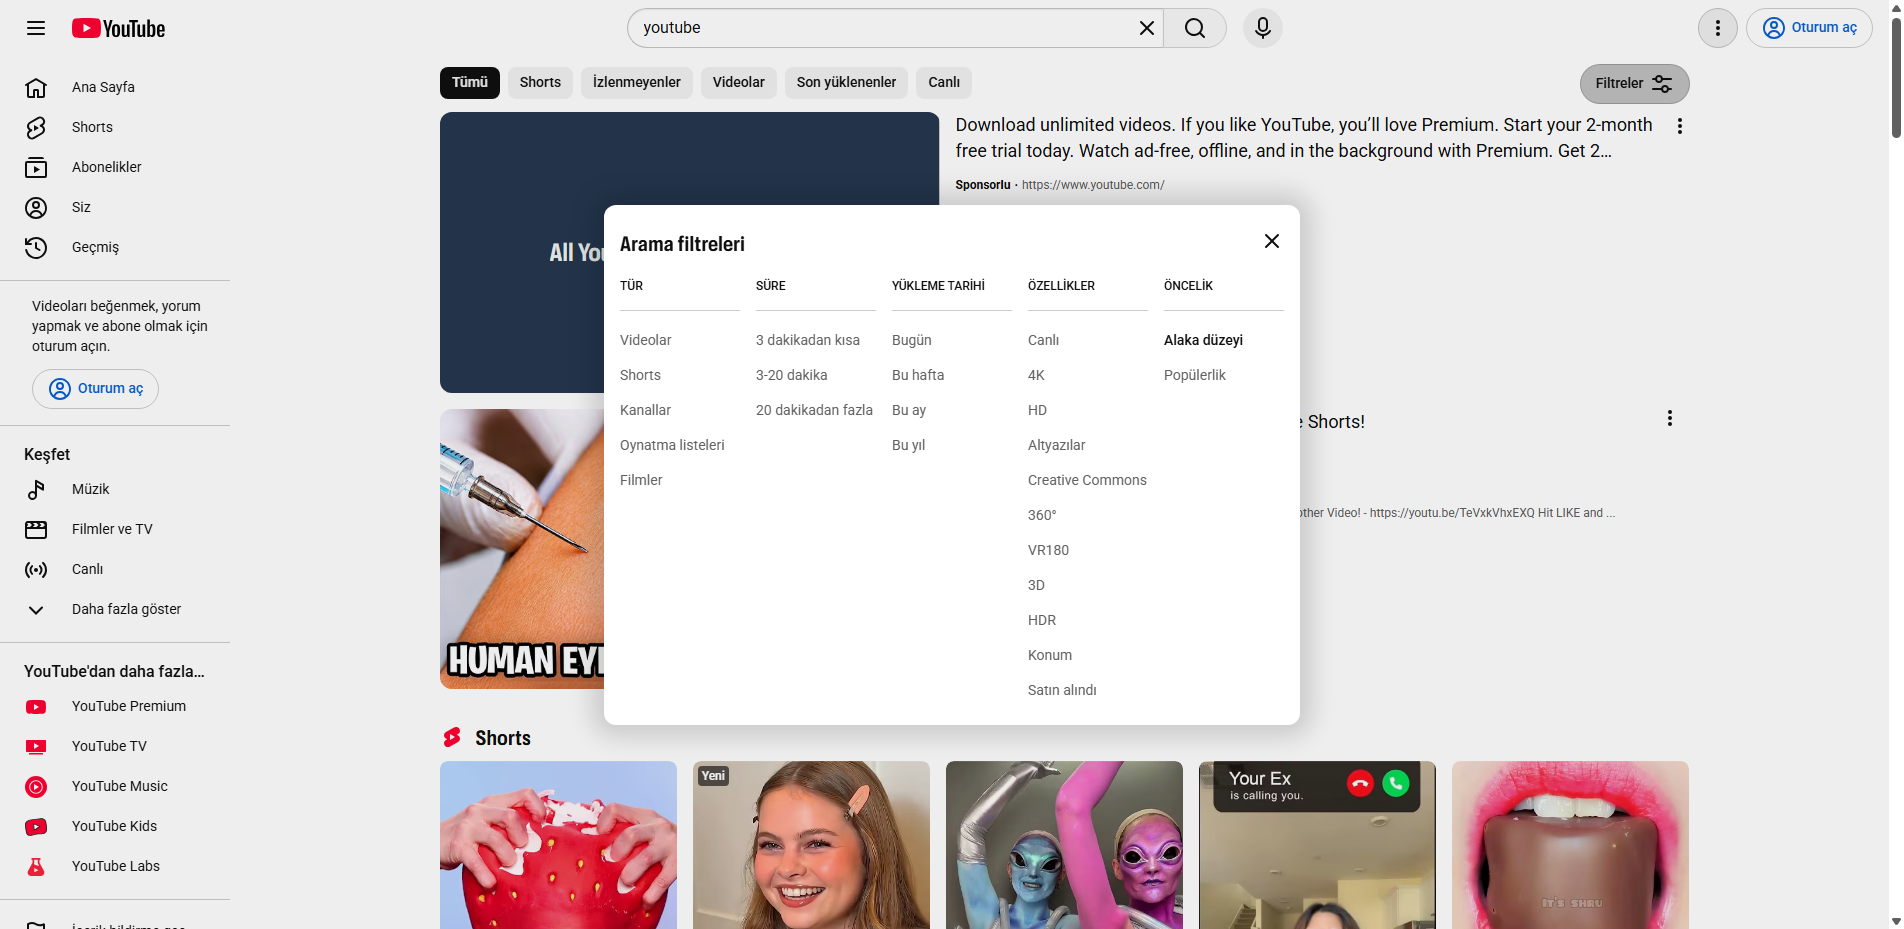 YouTube
youtube
Oturum aç
Ana Sayfa
Shorts
Abonelikler
Siz
Geçmiş
Videoları beğenmek, yorum
yapmak ve abone olmak için
oturum açın.
Oturum aç
Keşfet
Müzik
Filmler ve TV
Canlı
Daha fazla göster
YouTube'dan daha fazla...
YouTube Premium
YouTube TV
YouTube Music
YouTube Kids
YouTube Labs
Tümü
Shorts
İzlenmeyenler
Videolar
Son yüklenenler
Canlı
Filtreler
Download unlimited videos. If you like YouTube, you’ll love Premium. Start your 2-month
free trial today. Watch ad-free, offline, and in the background with Premium. Get 2...
Sponsorlu · https://www.youtube.com/
All You
Arama filtreleri
TÜR
Videolar
Shorts
Kanallar
Oynatma listeleri
Filmler
SÜRE
3 dakikadan kısa
3-20 dakika
20 dakikadan fazla
YÜKLEME TARİHİ
Bugün
Bu hafta
Bu ay
Bu yıl
ÖZELLİKLER
Canlı
4K
HD
Altyazılar
Creative Commons
360°
VR180
3D
HDR
Konum
Satın alındı
ÖNCELİK
Alaka düzeyi
Popülerlik
Shorts!
other Video! - https://youtu.be/TeVxkVhxEXQ Hit LIKE and ...
HUMAN EYE
Shorts
Yeni
Your Ex
is calling you.
IT'S SHRU